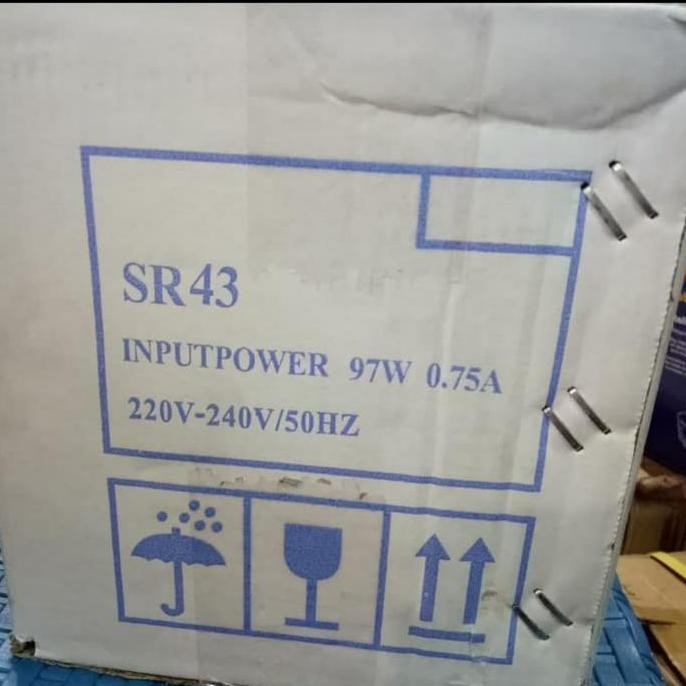 SR43
INPUTPOWER 97W 0.75A
220V-240V/50HZ